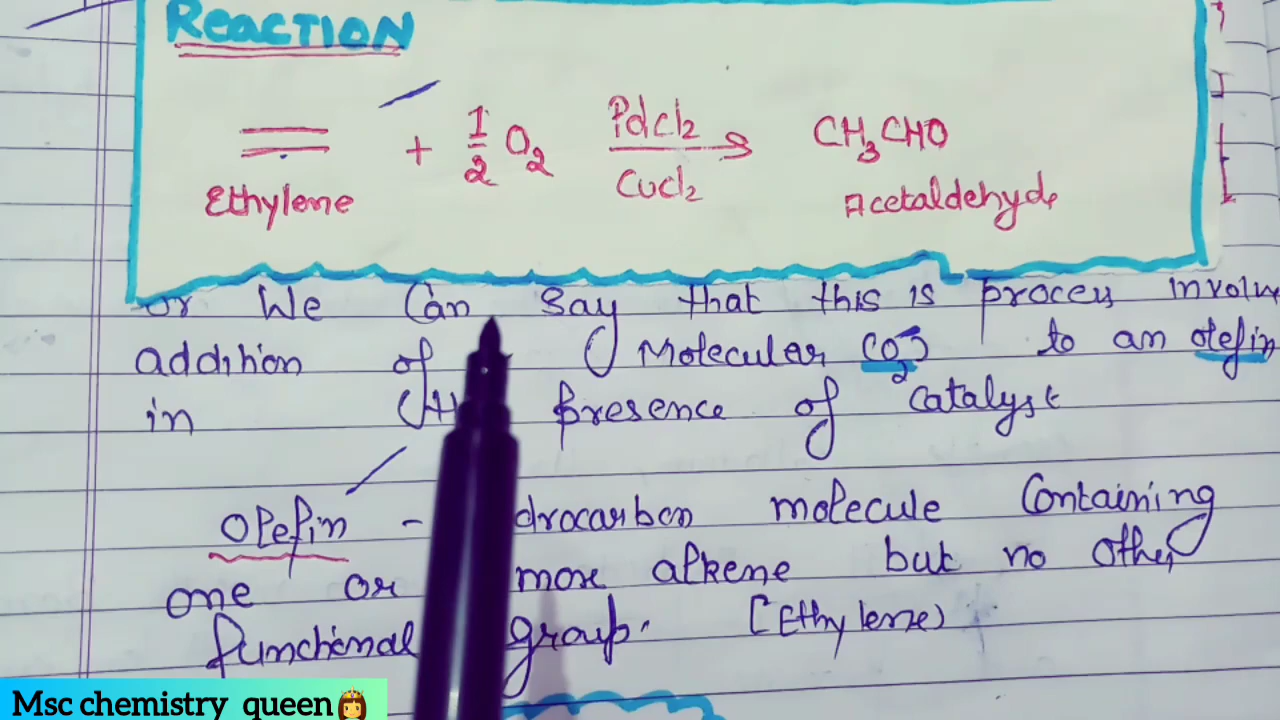 REACTION
+ 1/2 O2 PdCl2 CH3CHO
CuCl2
Ethylene Acetaldehyde
or We Can say that this is process involve
addition of Molecular (O2) to an olefin
in presence of catalyst
Olefin - drocarbon molecule Containing
one or more alkene but no other
functional group. [Ethylene)
Msc chemistry queen👸